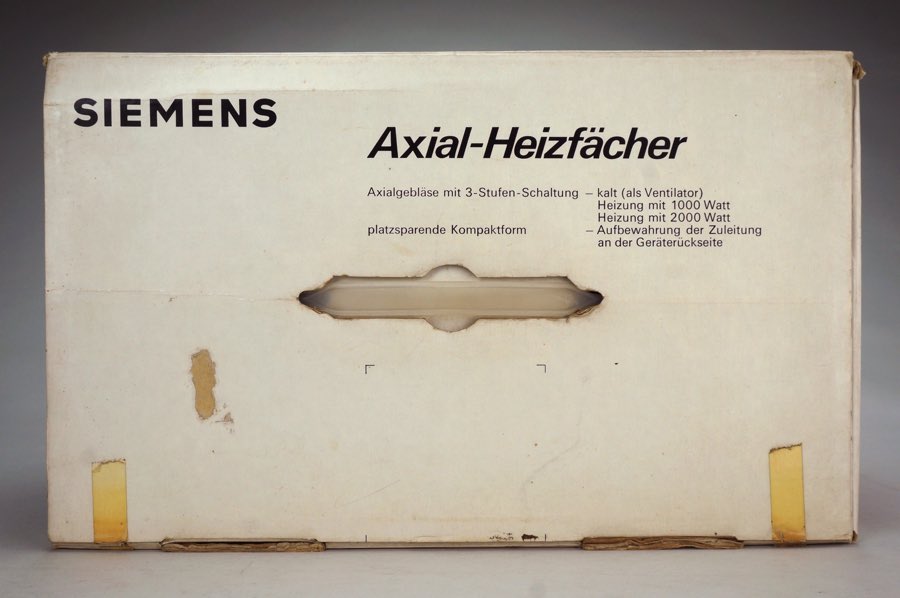 SIEMENS
Axial-Heizfächer
Axialgebläse mit 3-Stufen-Schaltung – kalt (als Ventilator)
Heizung mit 1000 Watt
Heizung mit 2000 Watt
platzsparende Kompaktform – Aufbewahrung der Zuleitung
an der Geräterückseite